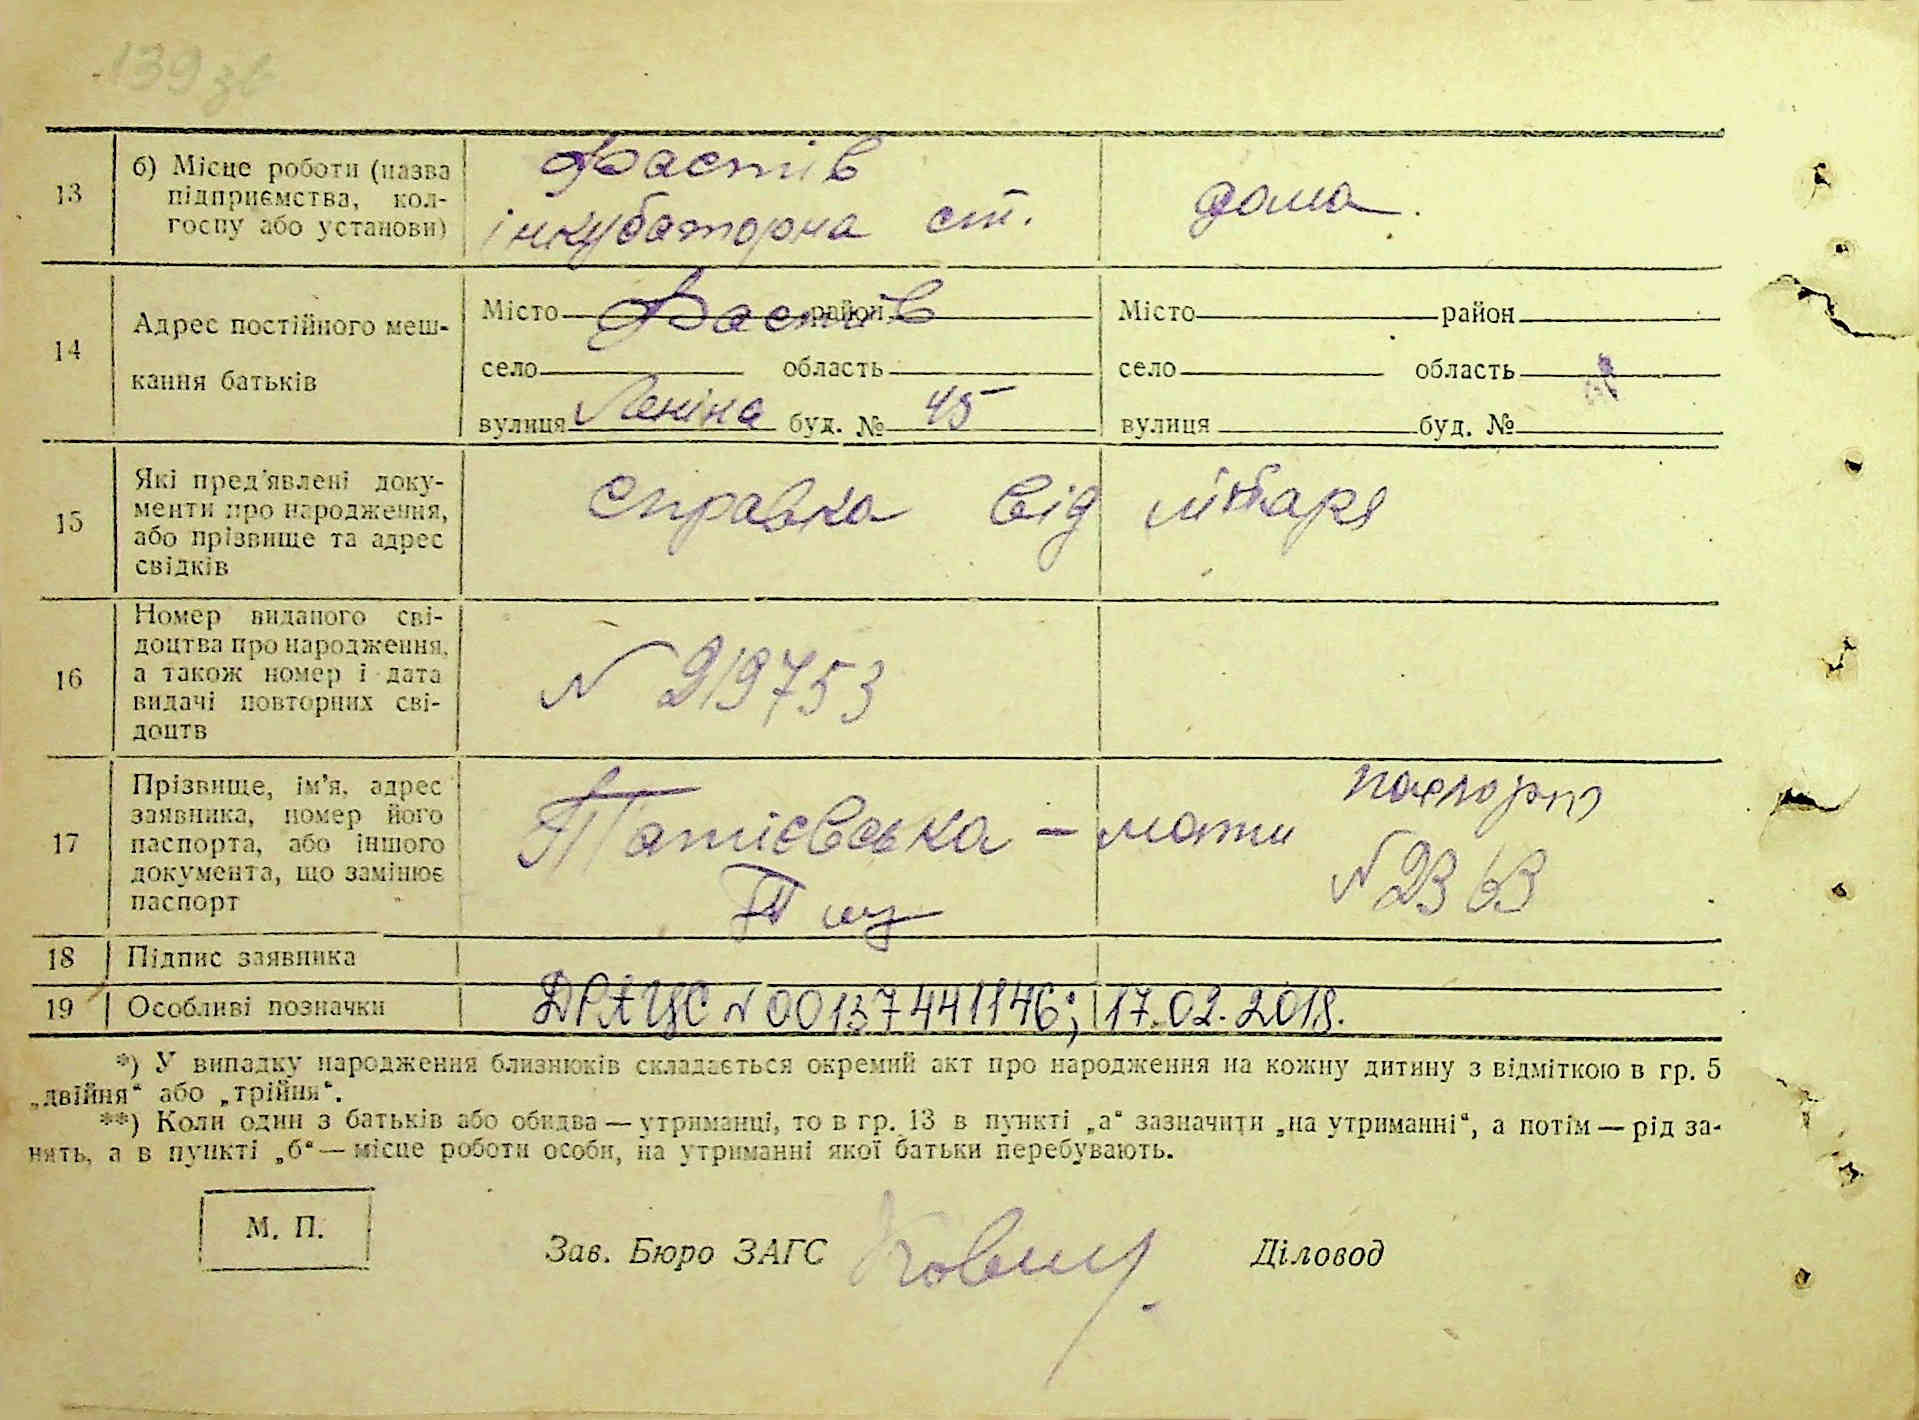 139 зв
13 б) Місце роботи (назва підприємства, колгоспу або установи) Фастів дома.
інкубаторна ст.
14 Адрес постійного мешкання батьків
Місто Фастів район Місто район
село область село область
вулиця Леніна буд. № 45 вулиця буд. №
15 Які пред'явлені документи про народження, або прізвище та адрес свідків
справка від лікаря
16 Номер виданого свідоцтва про народження, а також номер і дата видачі повторних свідоцтв
N 919753
17 Прізвище, ім'я, адрес заявника, номер його паспорта, або іншого документа, що замінює паспорт
Патієвська – мати паспорт
18 Підпис заявника
19 Особливі позначки ДРАЦС N 00137441146; 17.02.2018.
*) У випадку народження близнюків складається окремий акт про народження на кожну дитину з відміткою в гр. 5
„двійня“ або „трійня“.
**) Коли один з батьків або обидва — утриманці, то в гр. 13 в пункті „а“ зазначити „на утриманні“, а потім — рід за-
нять, а в пункті „б“ — місце роботи особи, на утриманні якої батьки перебувають.
М. П.
Зав. Бюро ЗАГС Діловод